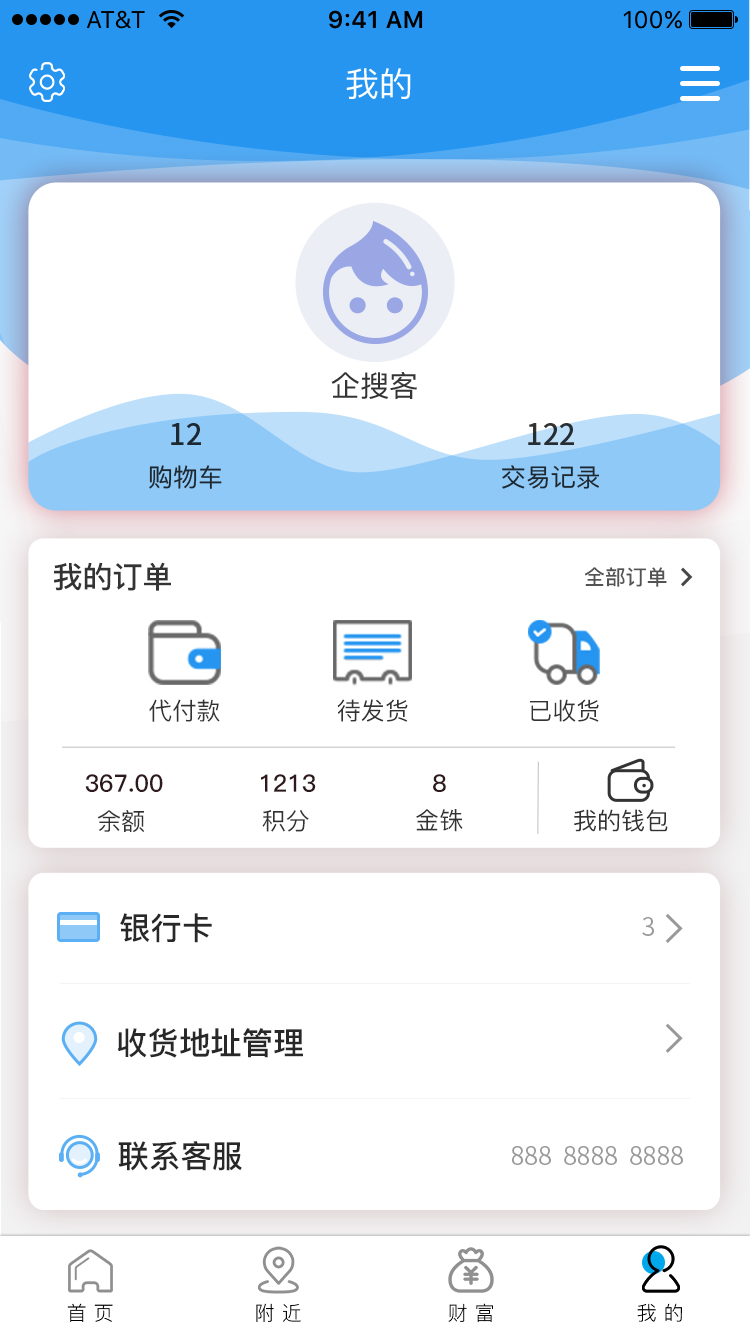 AT&T 9:41 AM 100%
我的
企搜客
12 122
购物车 交易记录
我的订单 全部订单
代付款 待发货 已收货
367.00 1213 8
余额 积分 金铢 我的钱包
银行卡 3
收货地址管理
联系客服 888 8888 8888
首页 附近 财富 我的